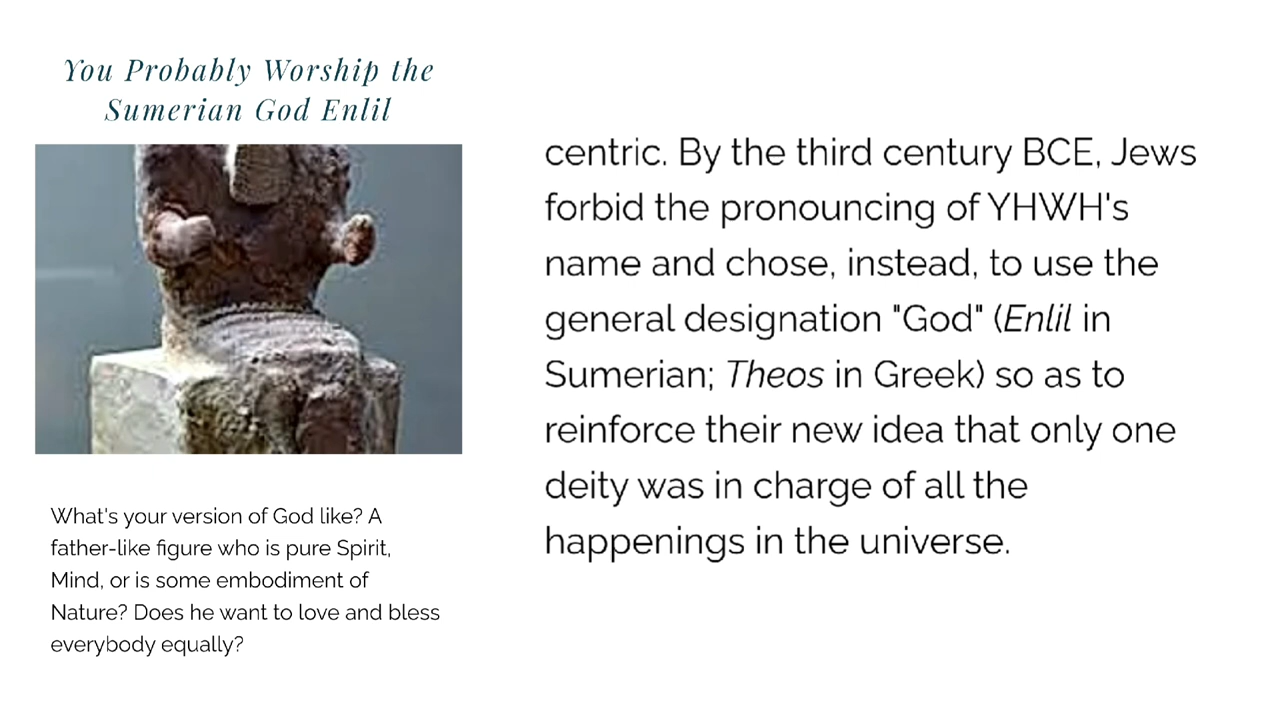 You Probably Worship the
Sumerian God Enlil
What's your version of God like? A
father-like figure who is pure Spirit,
Mind, or is some embodiment of
Nature? Does he want to love and bless
everybody equally?
centric. By the third century BCE, Jews
forbid the pronouncing of YHWH's
name and chose, instead, to use the
general designation "God" (Enlil in
Sumerian; Theos in Greek) so as to
reinforce their new idea that only one
deity was in charge of all the
happenings in the universe.